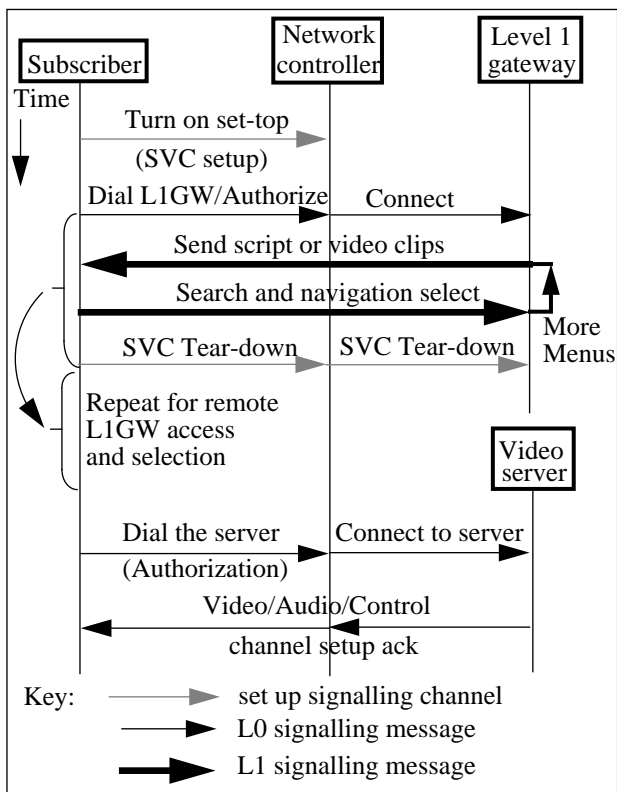 Subscriber
Network
controller
Level 1
gateway
Time
Turn on set-top
(SVC setup)
Dial L1GW/Authorize
Connect
Send script or video clips
Search and navigation select
More
Menus
SVC Tear-down
SVC Tear-down
Repeat for remote
L1GW access
and selection
Video
server
Dial the server
(Authorization)
Connect to server
Video/Audio/Control
channel setup ack
Key:
set up signalling channel
L0 signalling message
L1 signalling message